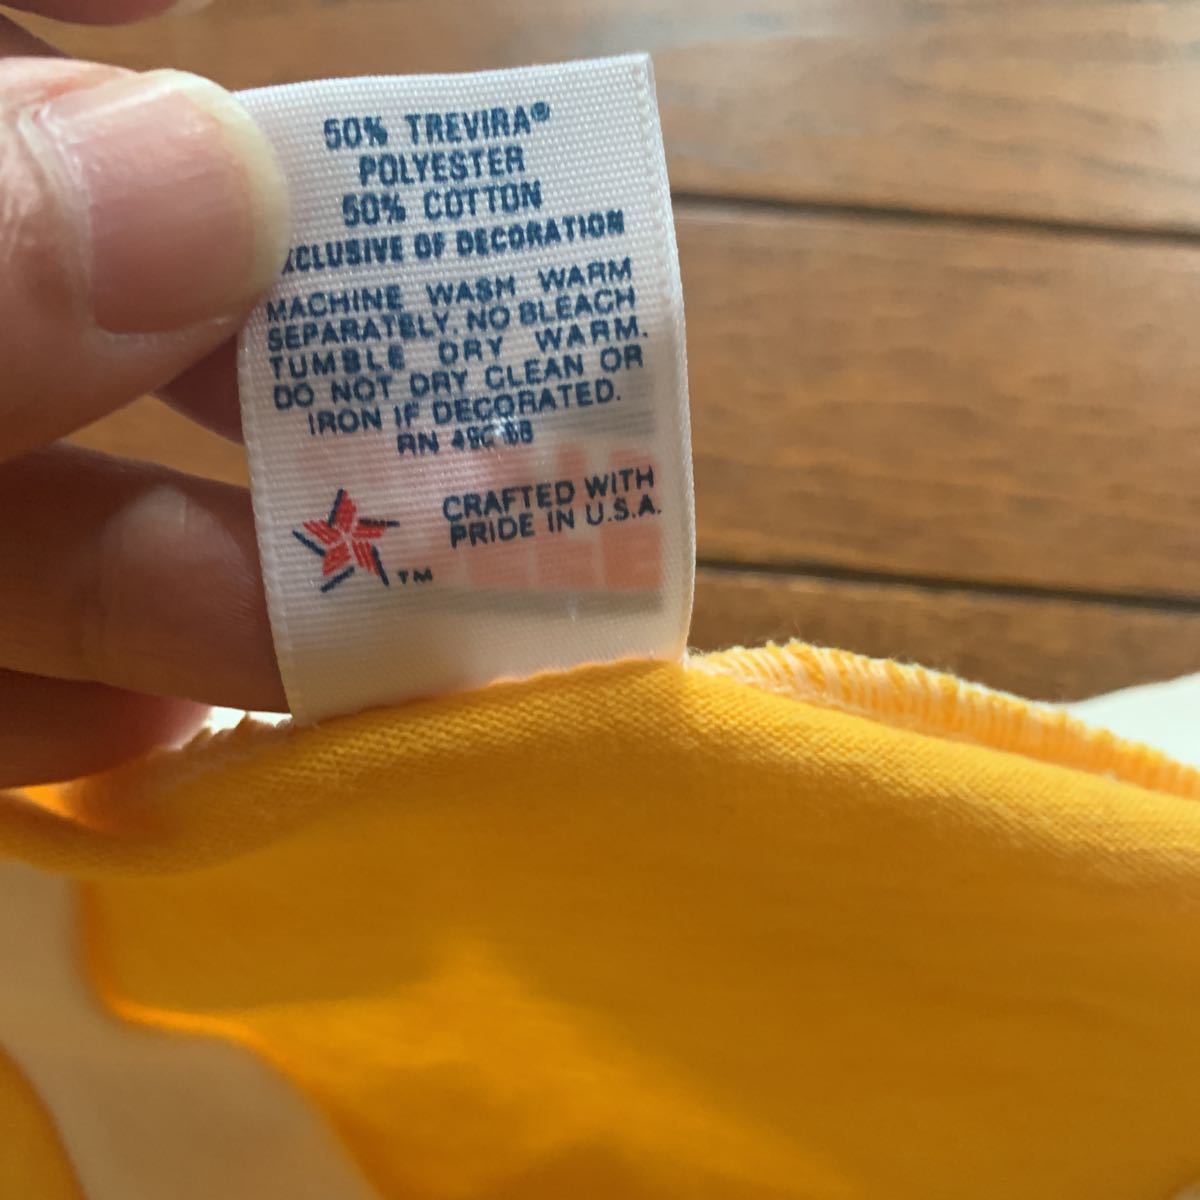 50% TREVIRA®
POLYESTER
50% COTTON
EXCLUSIVE OF DECORATION
MACHINE WASH WARM
SEPARATELY. NO BLEACH
TUMBLE DRY WARM.
DO NOT DRY CLEAN OR
IRON IF DECORATED.
RN
CRAFTED WITH
PRIDE IN U.S.A.
TM